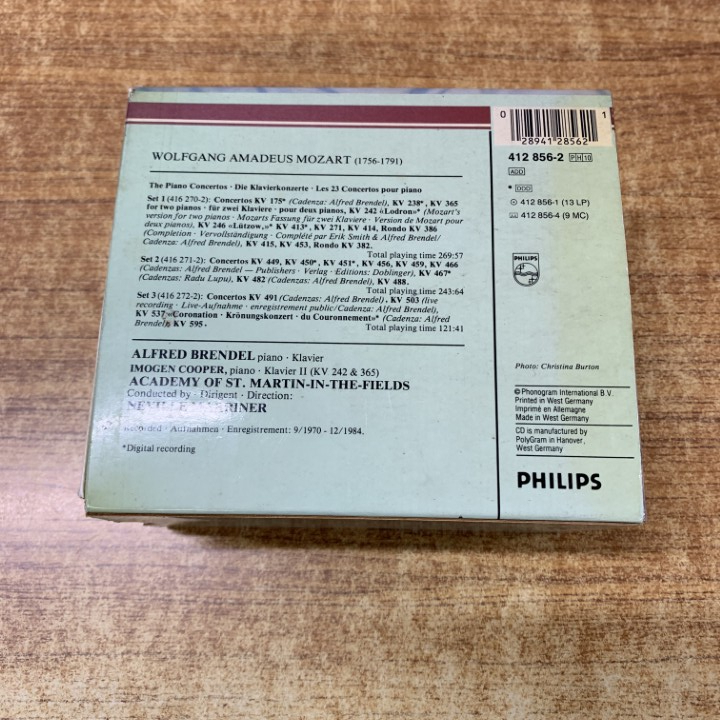 WOLFGANG AMADEUS MOZART (1756-1791)
The Piano Concertos · Die Klavierkonzerte · Les 23 Concertos pour piano
Set 1 (416 270-2): Concertos KV 175* (Cadenza: Alfred Brendel), KV 238*, KV 365
for two pianos · für zwei Klaviere · pour deux pianos, KV 242 «Lodron»* (Mozart's
version for two pianos · Mozarts Fassung für zwei Klaviere · Version de Mozart pour
deux pianos), KV 246 «Lützow,»* KV 413*, KV 271, KV 414, Rondo KV 386
(Completion · Vervollständigung · Complété par Erik Smith & Alfred Brendel/
Cadenza: Alfred Brendel), KV 415, KV 453, Rondo KV 382.
Total playing time 269:57
Set 2 (416 271-2): Concertos KV 449, KV 450*, KV 451*, KV 456, KV 459, KV 466
(Cadenzas: Alfred Brendel — Publishers · Verlag · Editions: Doblinger), KV 467*
(Cadenzas: Radu Lupu), KV 482 (Cadenzas: Alfred Brendel), KV 488.
Total playing time 243:64
Set 3 (416 272-2): Concertos KV 491 (Cadenzas: Alfred Brendel), KV 503 (live
recording · Live-Aufnahme · enregistrement public/Cadenza: Alfred Brendel),
KV 537 «Coronation · Krönungskonzert · du Couronnement»* (Cadenza: Alfred
Brendel), KV 595.
Total playing time 121:41
ALFRED BRENDEL piano · Klavier
IMOGEN COOPER, piano · Klavier II (KV 242 & 365)
ACADEMY OF ST. MARTIN-IN-THE-FIELDS
Conducted by · Dirigent · Direction:
NEVILLE MARRINER
Recorded · Aufnahmen · Enregistrement: 9/1970 - 12/1984.
*Digital recording
0 28941 28562 1
412 856-2 PH 10
ADD
* DDD
412 856-1 (13 LP)
412 856-4 (9 MC)
PHILIPS
Photo: Christina Burton
© Phonogram International B.V.
Printed in West Germany
Imprimé en Allemagne
Made in West Germany
CD is manufactured by
PolyGram in Hanover,
West Germany
PHILIPS